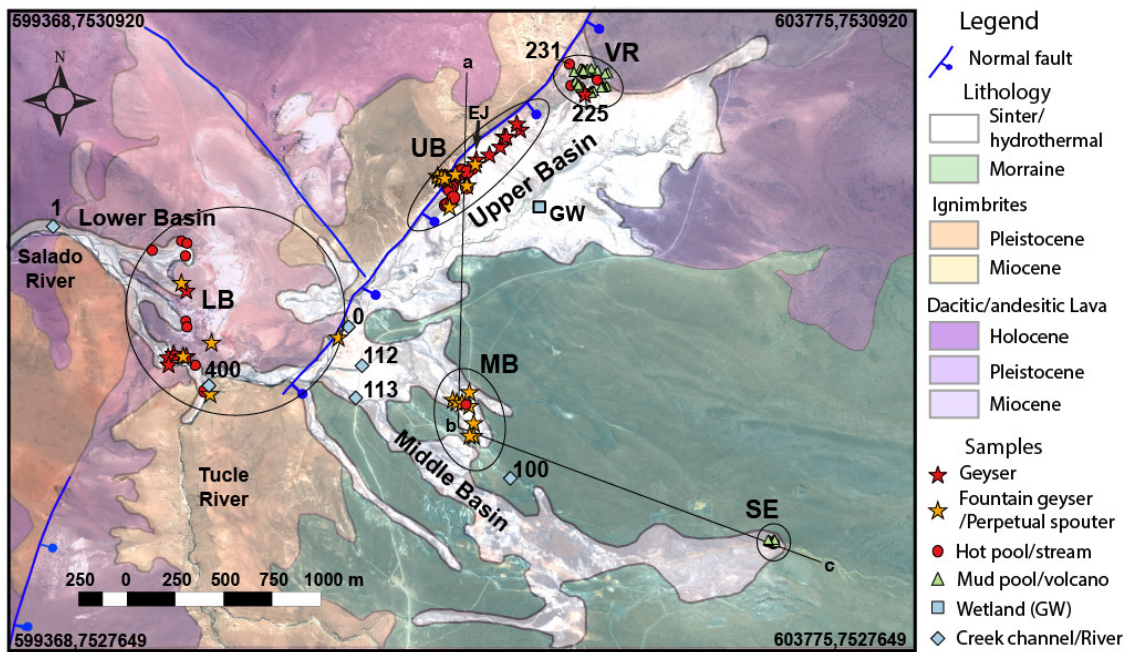 599368,7530920
603775,7530920
N
a
231
VR
225
EJ
UB
Upper Basin
GW
1
Lower Basin
Salado
River
LB
0
112
400
113
MB
b
Middle Basin
100
Tucle
River
SE
c
250 0 250 500 750 1000 m
599368,7527649
603775,7527649
Legend
Normal fault
Lithology
Sinter/
hydrothermal
Morraine
Ignimbrites
Pleistocene
Miocene
Dacitic/andesitic Lava
Holocene
Pleistocene
Miocene
Samples
Geyser
Fountain geyser
/Perpetual spouter
Hot pool/stream
Mud pool/volcano
Wetland (GW)
Creek channel/River